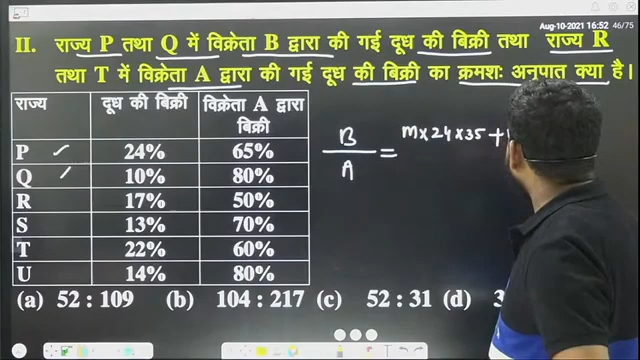 Aug-10-2021 16:52 46/75
II. राज्य P तथा Q में विक्रेता B द्वारा की गई दूध की बिक्री तथा राज्य R
तथा T में विक्रेता A द्वारा की गई दूध की बिक्री का क्रमशः अनुपात क्या है।
राज्य दूध की बिक्री विक्रेता A द्वारा
बिक्री
P 24% 65%
Q 10% 80%
R 17% 50%
S 13% 70%
T 22% 60%
U 14% 80%
B/A = M×24×35 +
(a) 52 : 109 (b) 104 : 217 (c) 52 : 31 (d) 3